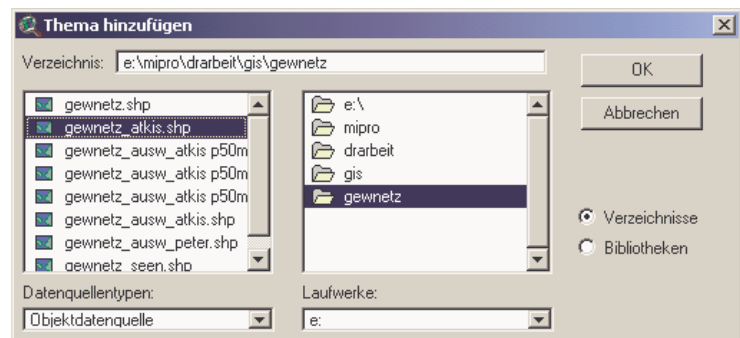 Thema hinzufügen
Verzeichnis: e:\mipro\drarbeit\gis\gewnetz
OK
Abbrechen
gewnetz.shp
gewnetz_atkis.shp
gewnetz_ausw_atkis p50m
gewnetz_ausw_atkis p50m
gewnetz_ausw_atkis p50m
gewnetz_ausw_atkis.shp
gewnetz_ausw_peter.shp
gewnetz_seen.shp
e:\
mipro
drarbeit
gis
gewnetz
Verzeichnisse
Bibliotheken
Datenquellentypen:
Objektdatenquelle
Laufwerke:
e: